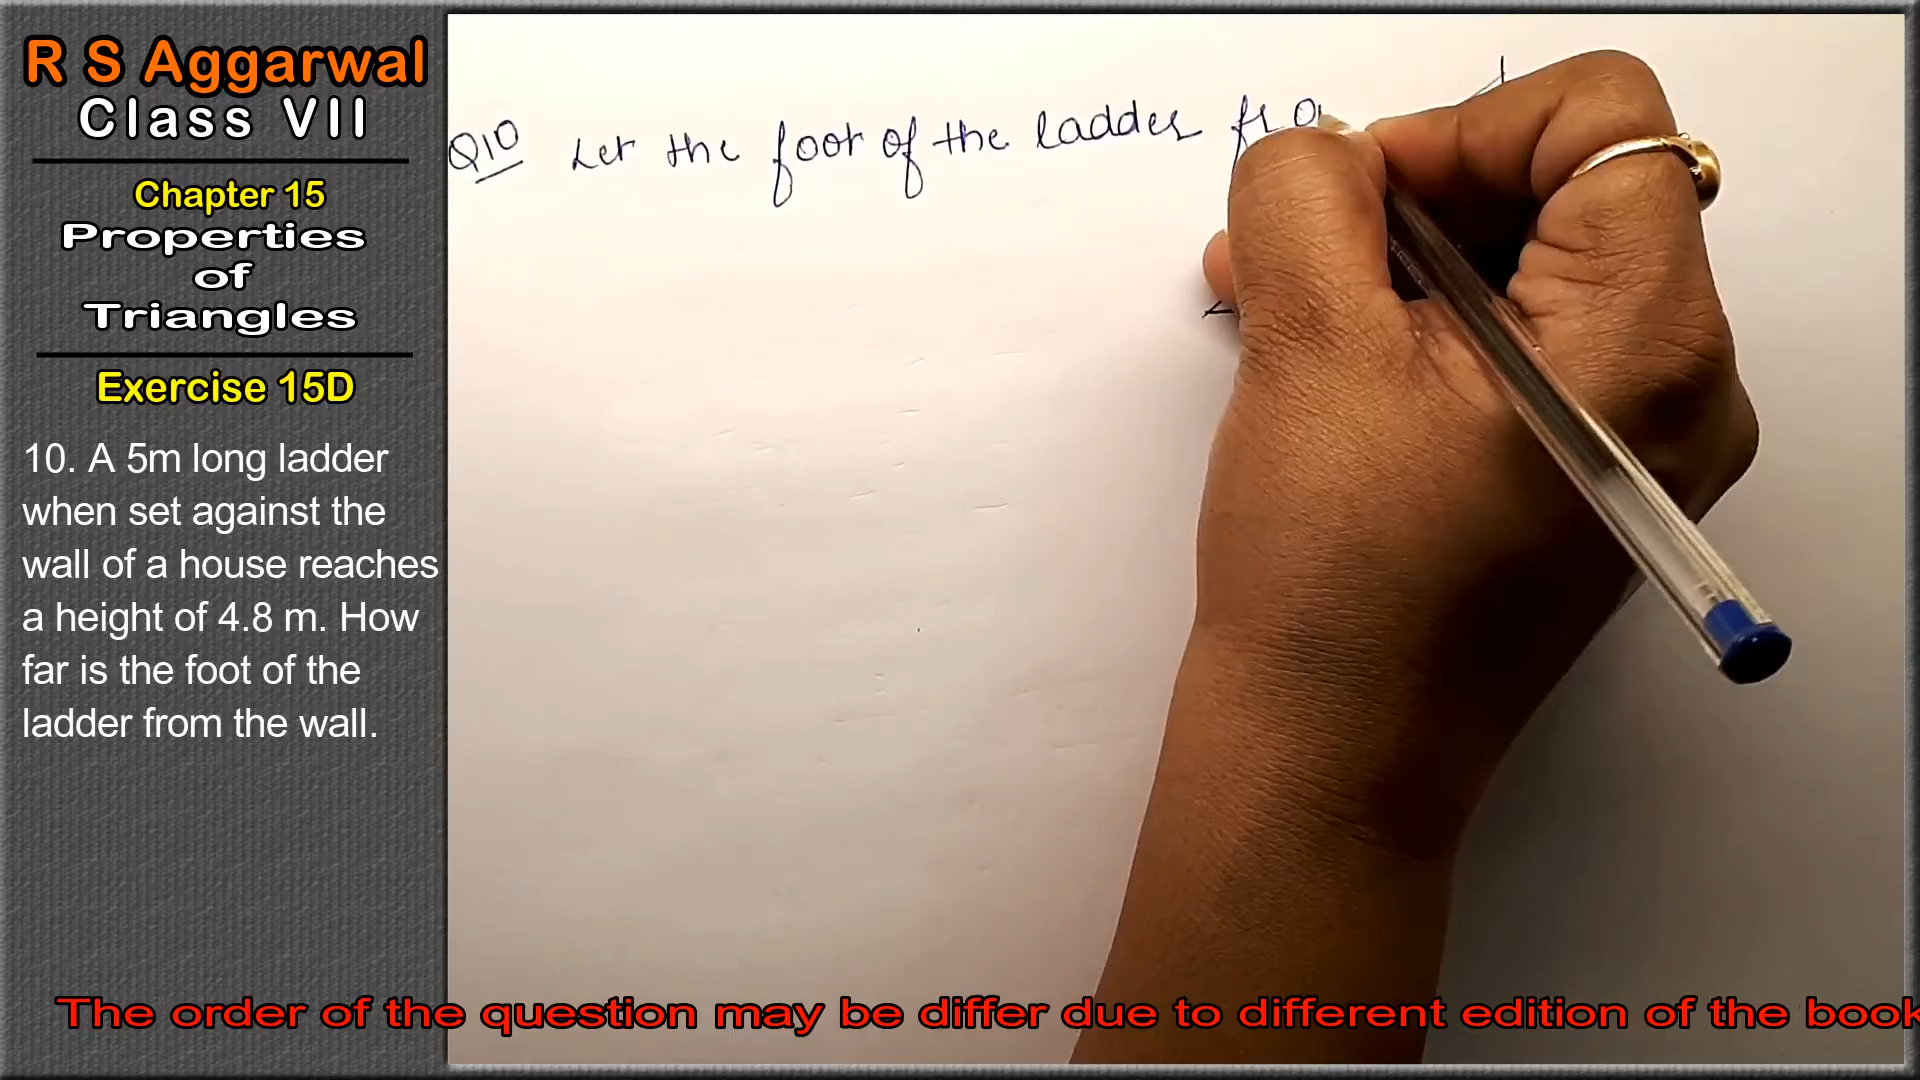 R S Aggarwal
Class VII
Chapter 15
Properties
of
Triangles
Exercise 15D
10. A 5m long ladder
when set against the
wall of a house reaches
a height of 4.8 m. How
far is the foot of the
ladder from the wall.
Q10 Let the foot of the ladder fro
The order of the question may be differ due to different edition of the book